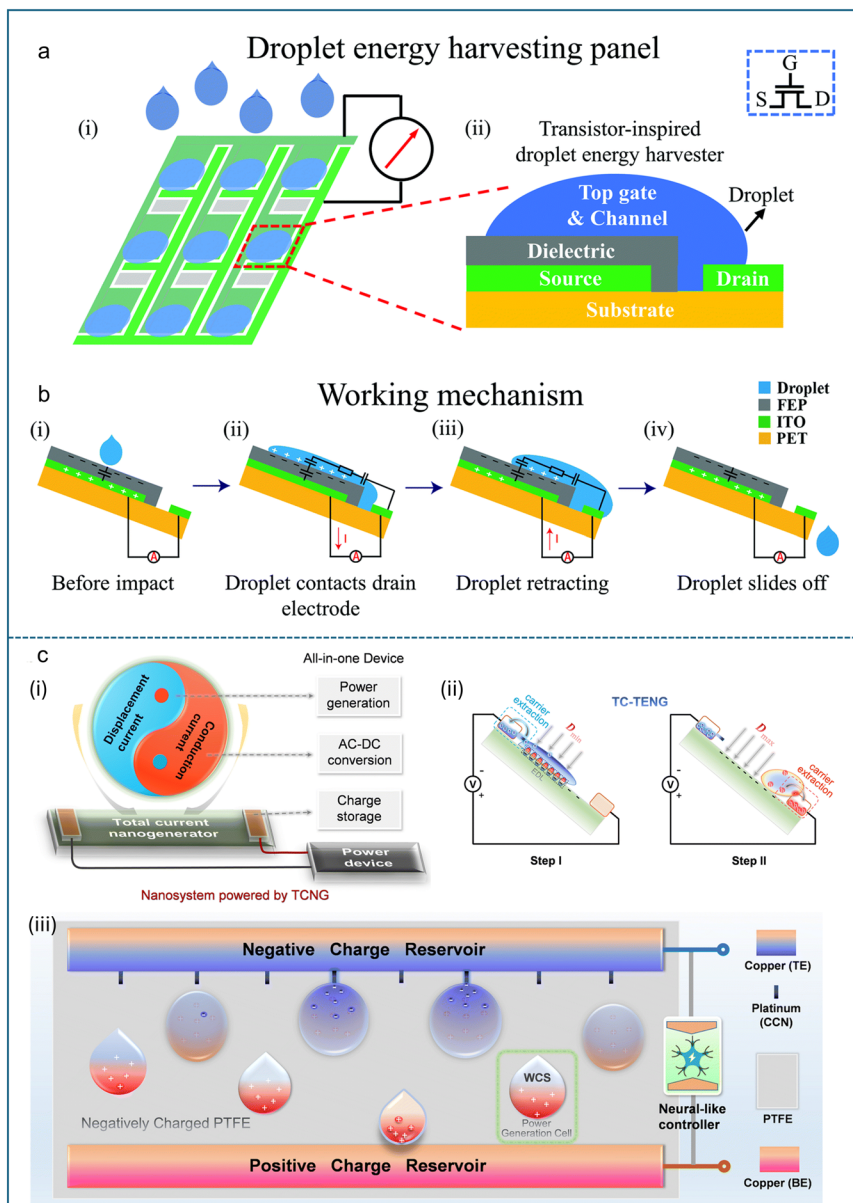 a
Droplet energy harvesting panel
G
S D
(i)
(ii)
Transistor-inspired
droplet energy harvester
Droplet
Top gate
& Channel
Dielectric
Source
Drain
Substrate
b
Working mechanism
Droplet
FEP
ITO
PET
(i)
(ii)
(iii)
(iv)
I
I
A
A
A
A
Before impact
Droplet contacts drain
electrode
Droplet retracting
Droplet slides off
c
(i)
All-in-one Device
Displacement
current
Conduction
current
Power
generation
AC-DC
conversion
Charge
storage
Total current
nanogenerator
Power
device
Nanosystem powered by TCNG
(ii)
TC-TENG
carrier
extraction
D min
EDL
V
-
+
Step I
D max
carrier
extraction
V
-
+
Step II
(iii)
Negative Charge Reservoir
Negatively Charged PTFE
WCS
Power
Generation Cell
Positive Charge Reservoir
Neural-like
controller
Copper (TE)
Platinum
(CCN)
PTFE
Copper (BE)